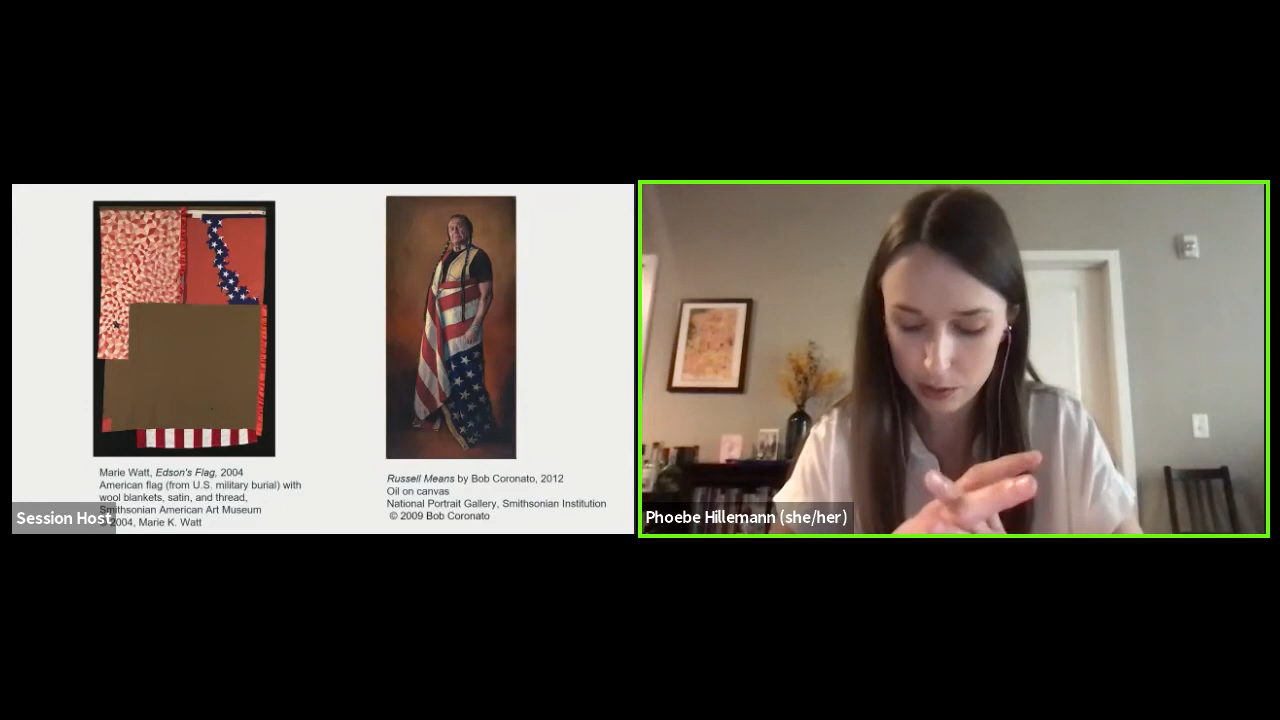 Marie Watt, Edson's Flag, 2004
American flag (from U.S. military burial) with
wool blankets, satin, and thread,
Smithsonian American Art Museum
2004, Marie K. Watt
Session Host
Russell Means by Bob Coronato, 2012
Oil on canvas
National Portrait Gallery, Smithsonian Institution
© 2009 Bob Coronato
Phoebe Hillemann (she/her)